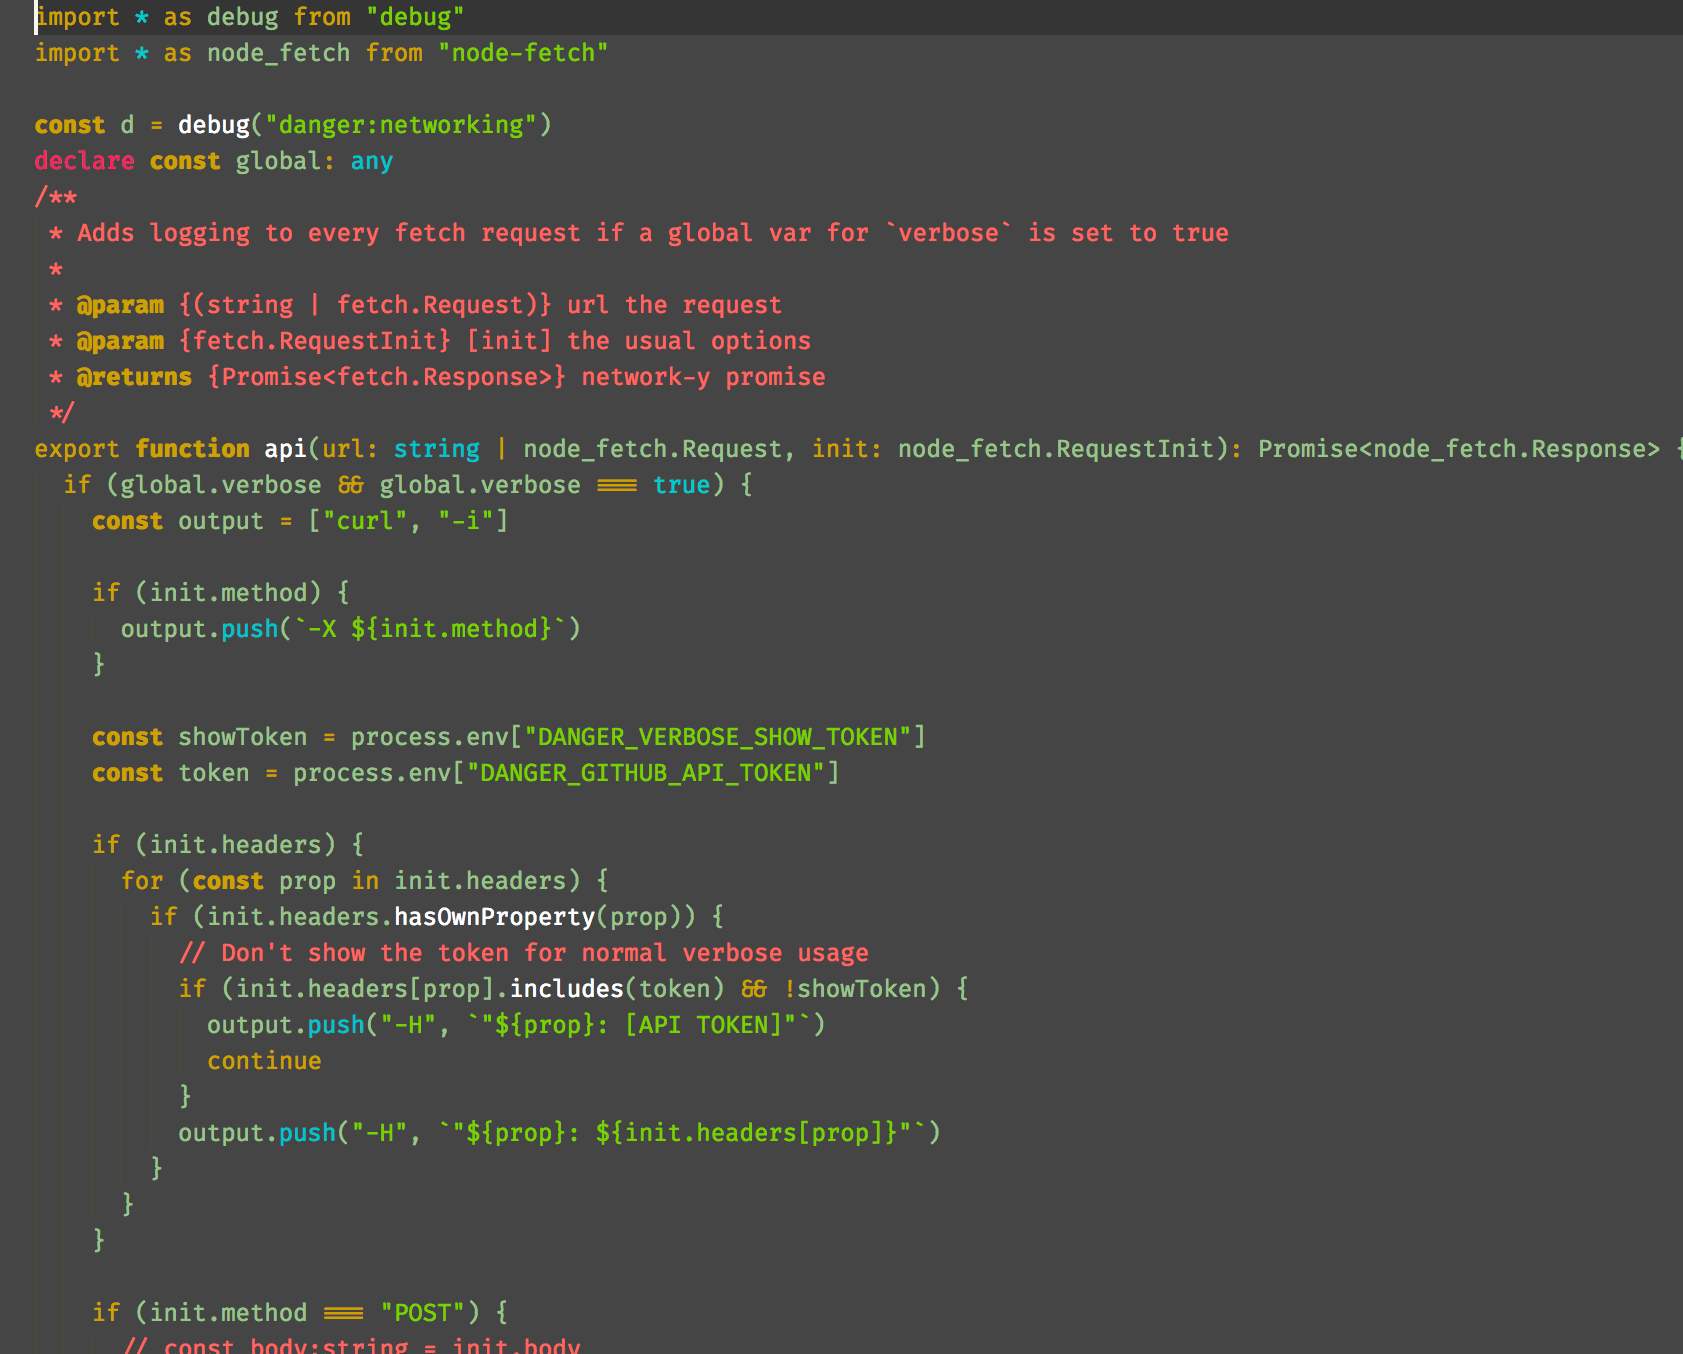 import * as debug from "debug"
import * as node_fetch from "node-fetch"

const d = debug("danger:networking")
declare const global: any
/**
 * Adds logging to every fetch request if a global var for `verbose` is set to true
 *
 * @param {(string | fetch.Request)} url the request
 * @param {fetch.RequestInit} [init] the usual options
 * @returns {Promise<fetch.Response>} network-y promise
 */
export function api(url: string | node_fetch.Request, init: node_fetch.RequestInit): Promise<node_fetch.Response> {
  if (global.verbose && global.verbose === true) {
    const output = ["curl", "-i"]

    if (init.method) {
      output.push(`-X ${init.method}`)
    }

    const showToken = process.env["DANGER_VERBOSE_SHOW_TOKEN"]
    const token = process.env["DANGER_GITHUB_API_TOKEN"]

    if (init.headers) {
      for (const prop in init.headers) {
        if (init.headers.hasOwnProperty(prop)) {
          // Don't show the token for normal verbose usage
          if (init.headers[prop].includes(token) && !showToken) {
            output.push("-H", `"${prop}: [API TOKEN]"`)
            continue
          }
          output.push("-H", `"${prop}: ${init.headers[prop]}"`)
        }
      }
    }

    if (init.method === "POST") {
      // const body:string = init.body